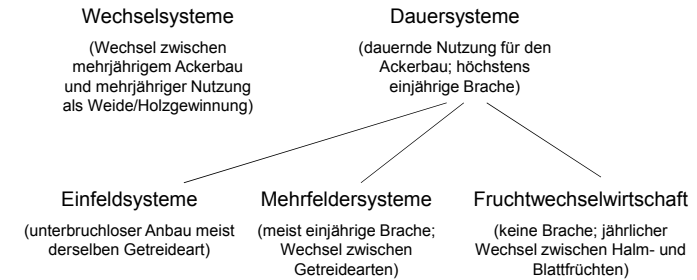 Wechselsysteme
(Wechsel zwischen
mehrjährigem Ackerbau
und mehrjähriger Nutzung
als Weide/Holzgewinnung)
Dauersysteme
(dauernde Nutzung für den
Ackerbau; höchstens
einjährige Brache)
Einfeldsysteme
(unterbruchloser Anbau meist
derselben Getreideart)
Mehrfeldersysteme
(meist einjährige Brache;
Wechsel zwischen
Getreidearten)
Fruchtwechselwirtschaft
(keine Brache; jährlicher
Wechsel zwischen Halm- und
Blattfrüchten)